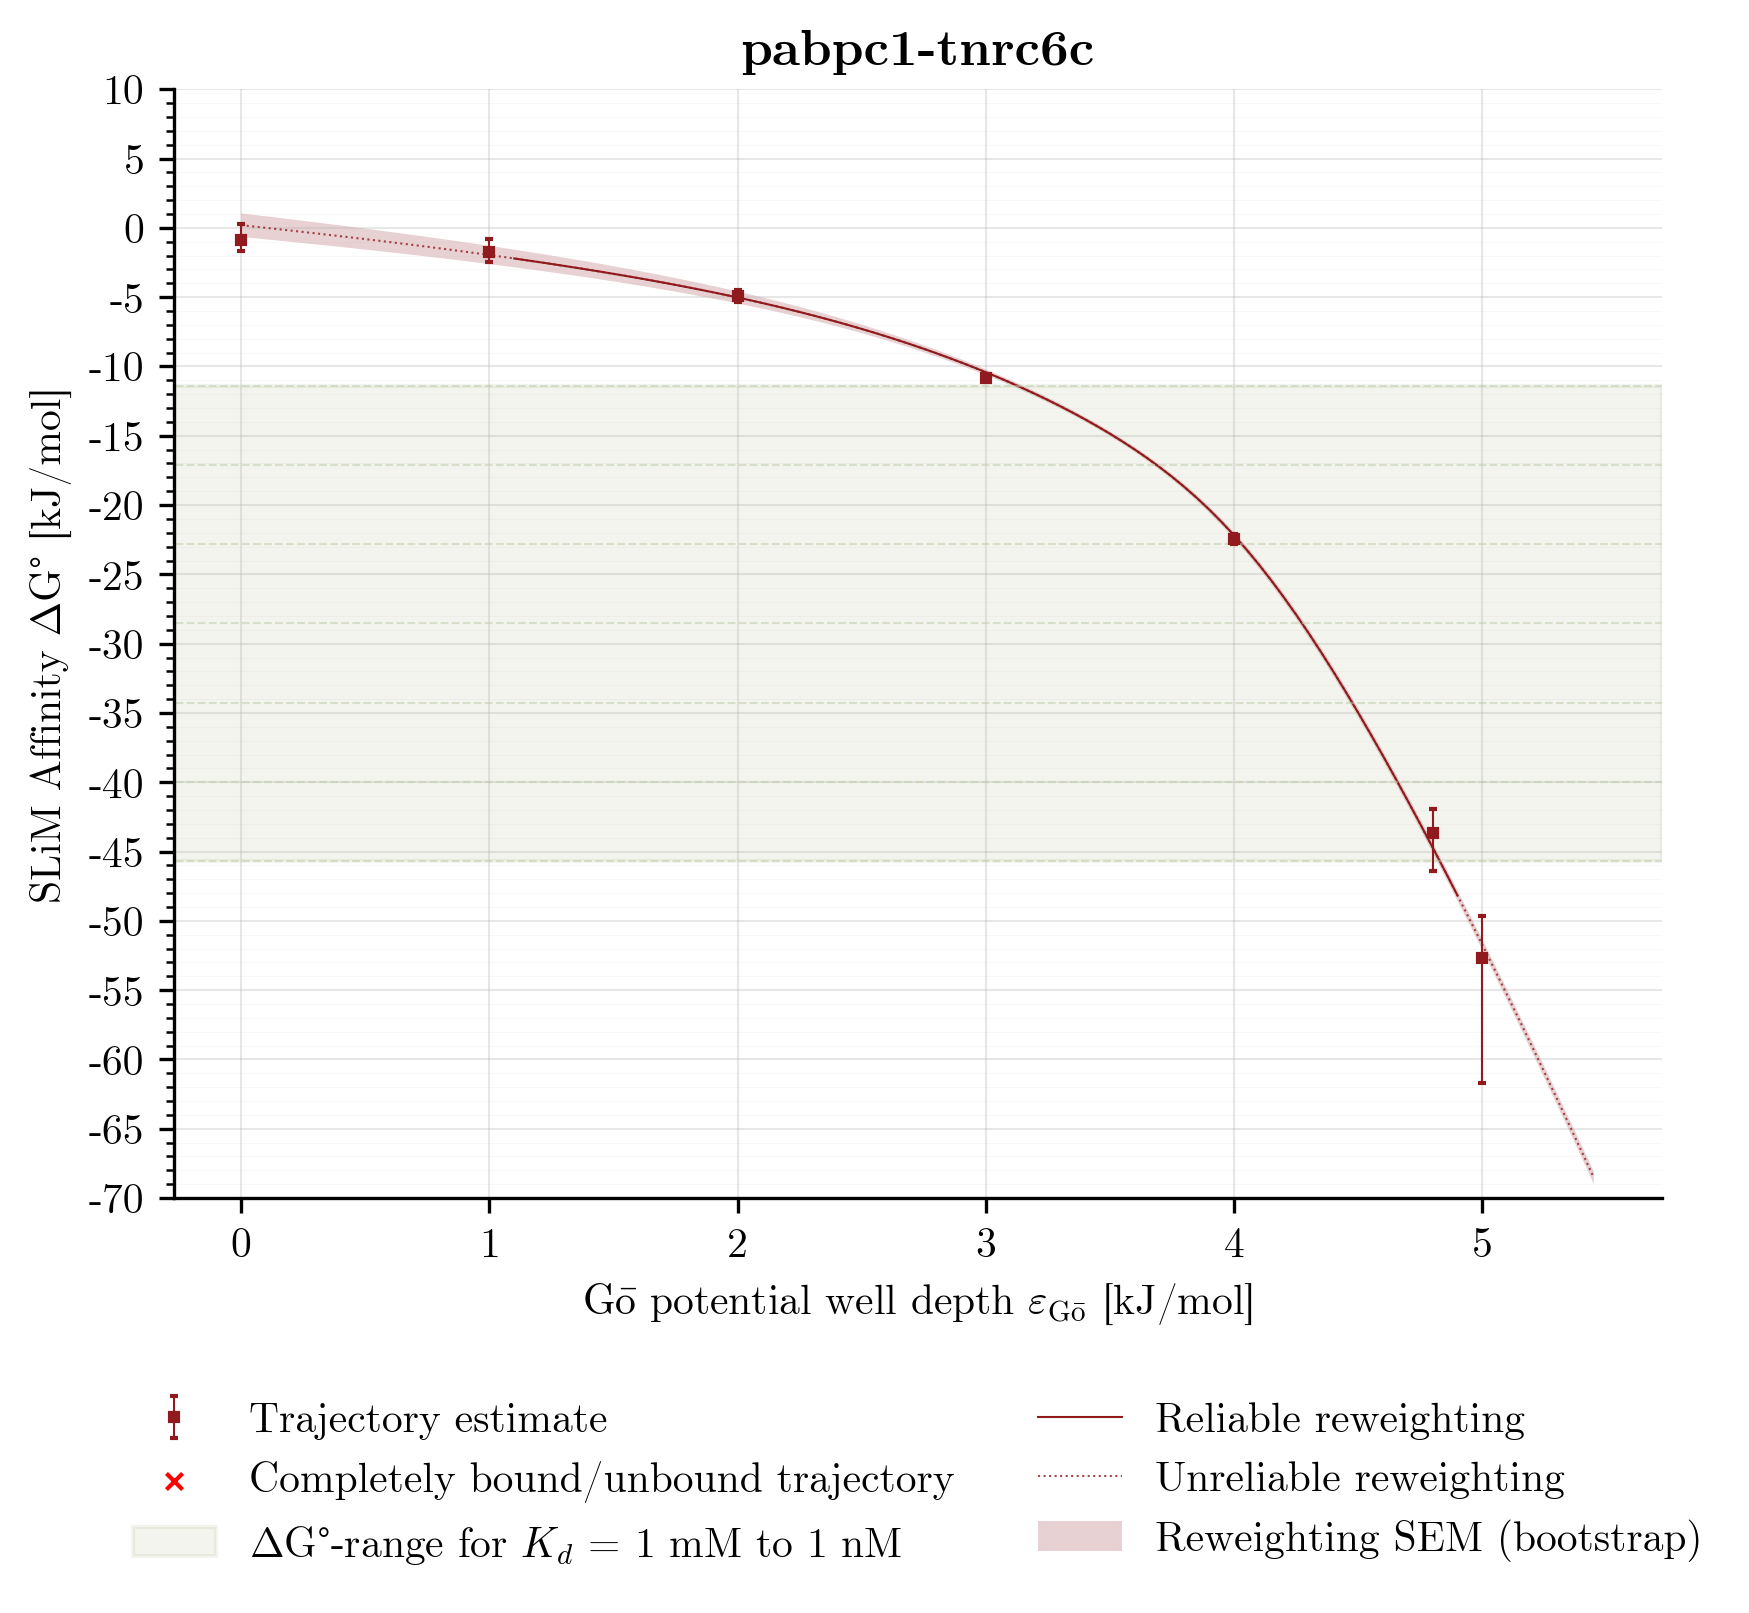 pabpc1-tnrc6c
10
5
0
-5
-10
-15
-20
-25
-30
-35
-40
-45
-50
-55
-60
-65
-70
SLiM Affinity ΔG° [kJ/mol]
0 1 2 3 4 5
Gō potential well depth ε_Gō [kJ/mol]
Trajectory estimate
Completely bound/unbound trajectory
ΔG°-range for K_d = 1 mM to 1 nM
Reliable reweighting
Unreliable reweighting
Reweighting SEM (bootstrap)